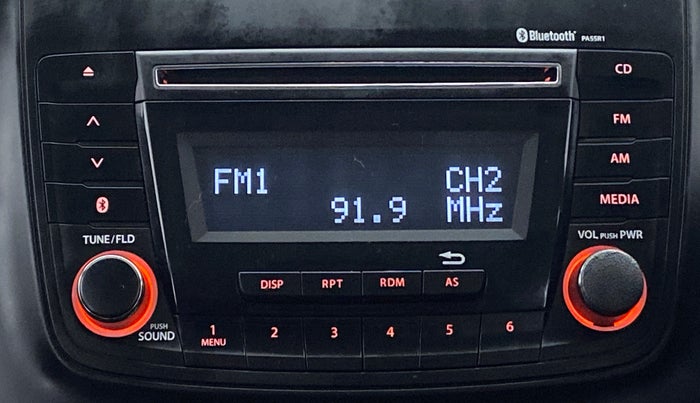 Bluetooth® PA55R1
CD
FM
AM
MEDIA
FM1 CH2
91.9 MHz
TUNE/FLD
VOL PUSH PWR
DISP RPT RDM AS
PUSH
SOUND
1 2 3 4 5 6
MENU